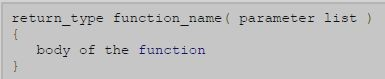 return_type function_name( parameter list )
{
body of the function
}